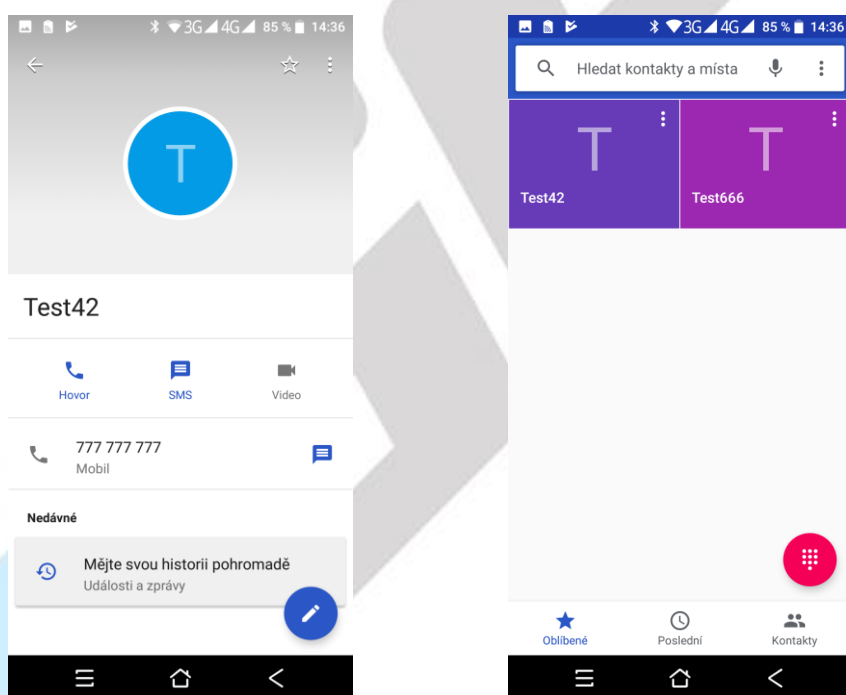 3G 4G 85 % 14:36
T
Test42
Hovor SMS Video
777 777 777
Mobil
Nedávné
Mějte svou historii pohromadě
Události a zprávy
3G 4G 85 % 14:36
Hledat kontakty a místa
T T
Test42 Test666
Oblíbené Poslední Kontakty